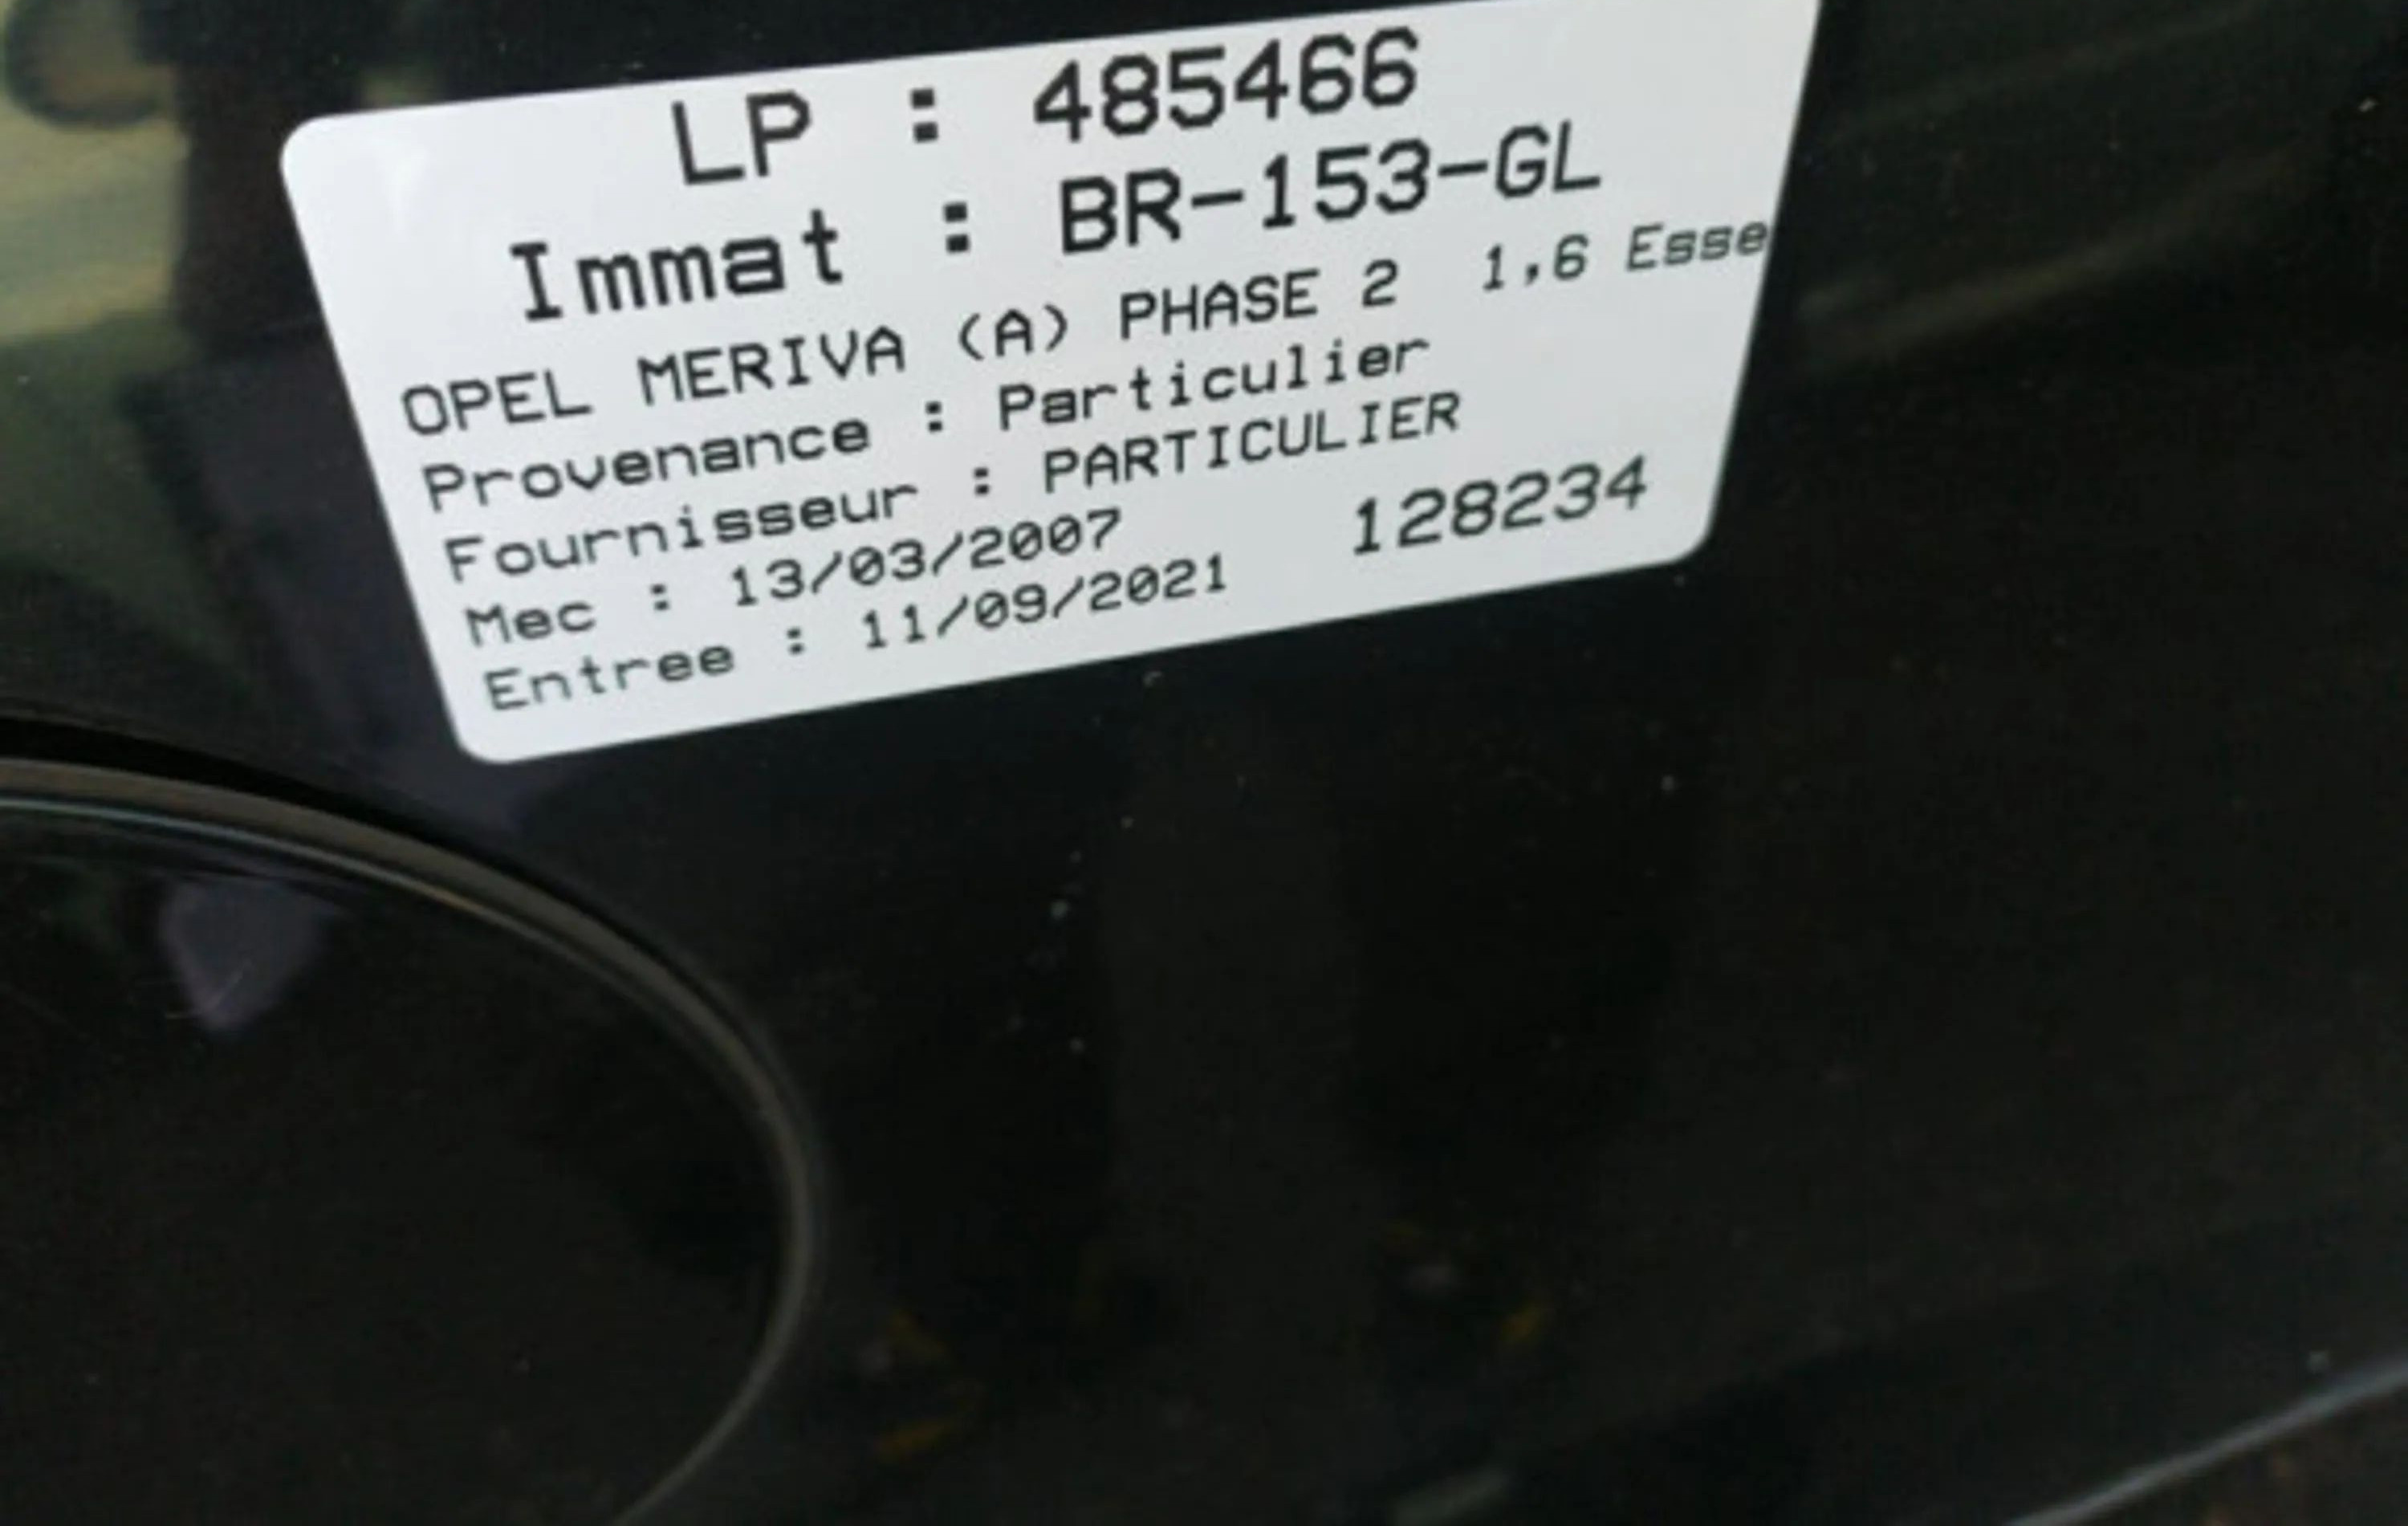 LP : 485466
Immat : BR-153-GL
OPEL MERIVA (A) PHASE 2 1,6 Esse
Provenance : Particulier
Fournisseur : PARTICULIER
Mec : 13/03/2007
Entree : 11/09/2021 128234